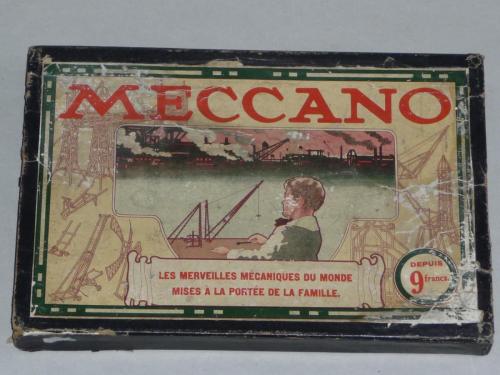 MECCANO
LES MERVEILLES MÉCANIQUES DU MONDE
MISES À LA PORTÉE DE LA FAMILLE.
DEPUIS
9 francs